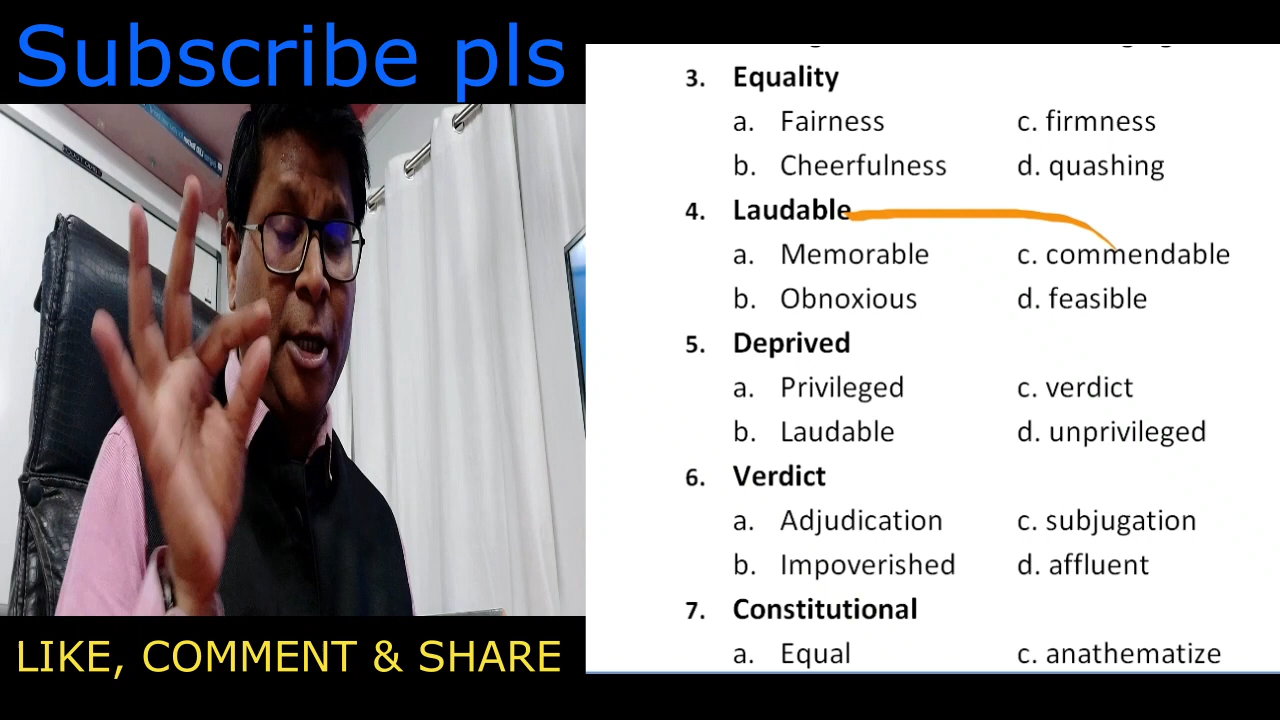 Subscribe pls
3. Equality
a. Fairness c. firmness
b. Cheerfulness d. quashing
4. Laudable
a. Memorable c. commendable
b. Obnoxious d. feasible
5. Deprived
a. Privileged c. verdict
b. Laudable d. unprivileged
6. Verdict
a. Adjudication c. subjugation
b. Impoverished d. affluent
7. Constitutional
a. Equal c. anathematize
LIKE, COMMENT & SHARE